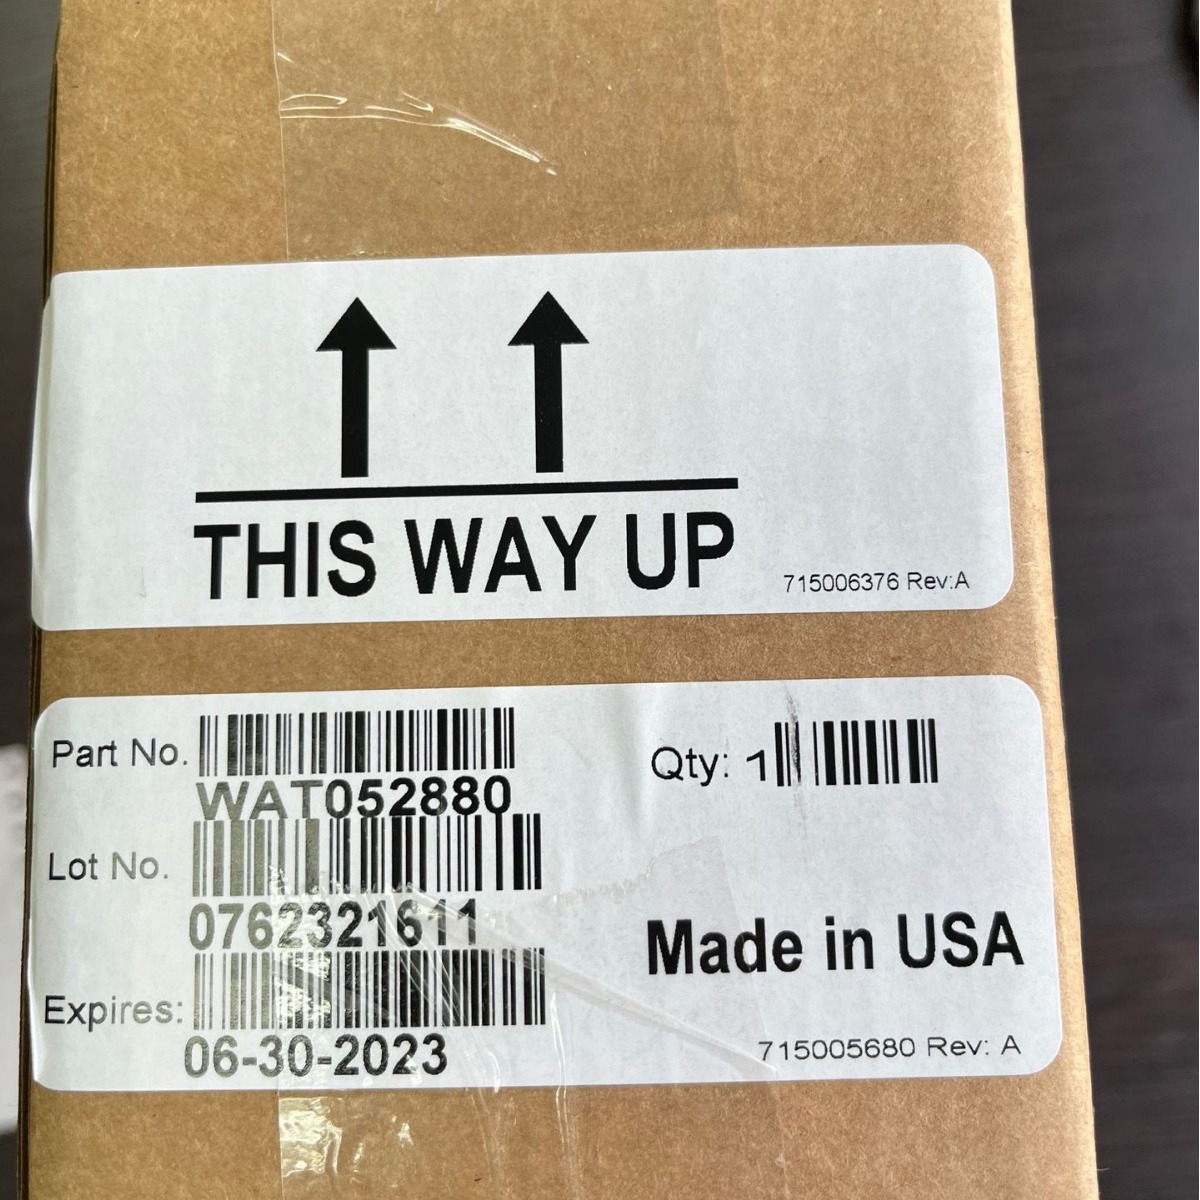 THIS WAY UP
715006376 Rev:A
Part No.
WAT052880
Qty: 1
Lot No.
0762321611
Made in USA
Expires:
06-30-2023
715005680 Rev: A